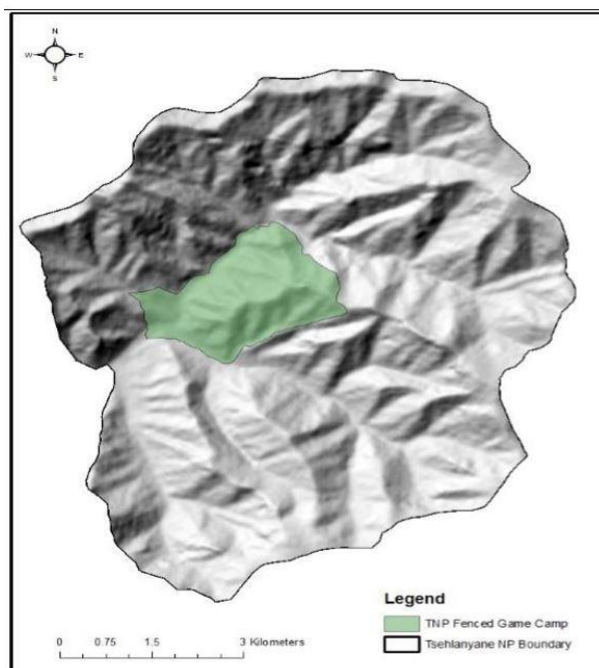 N
W E
S
Legend
TNP Fenced Game Camp
Tsehlanyane NP Boundary
0 0.75 1.5 3 Kilometers